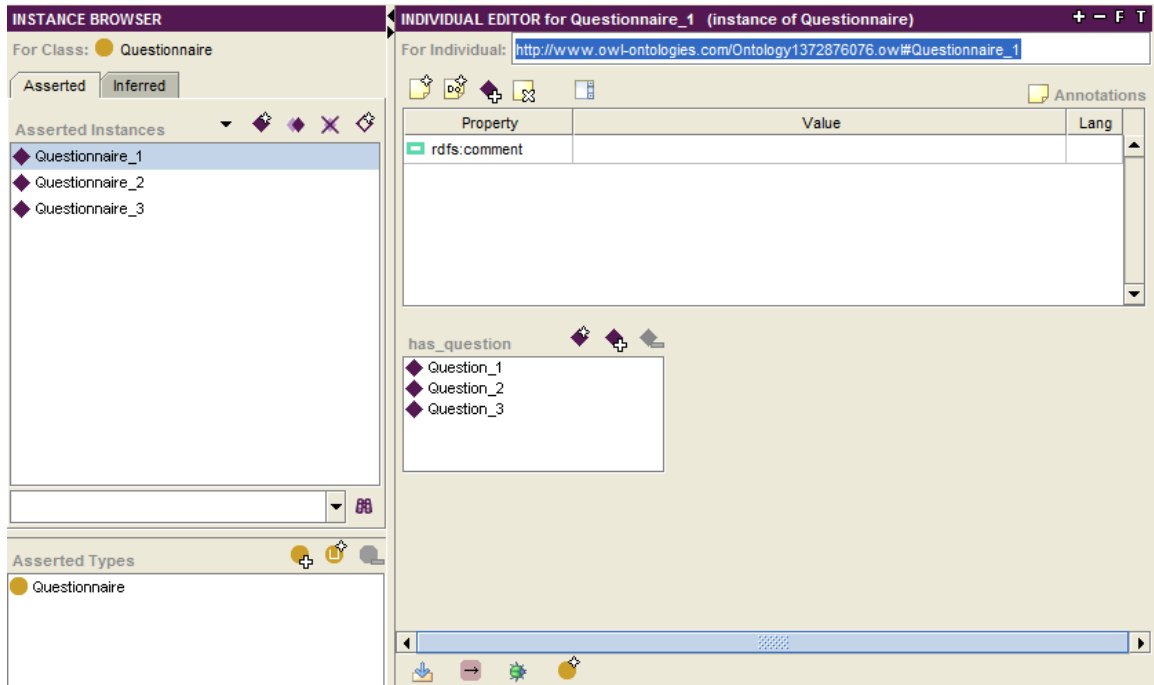 INSTANCE BROWSER
For Class: Questionnaire
Asserted Inferred
Asserted Instances
Questionnaire_1
Questionnaire_2
Questionnaire_3
Asserted Types
Questionnaire
INDIVIDUAL EDITOR for Questionnaire_1 (instance of Questionnaire) + − F T
For Individual: http://www.owl-ontologies.com/Ontology1372876076.owl#Questionnaire_1
Annotations
Property Value Lang
rdfs:comment
has_question
Question_1
Question_2
Question_3